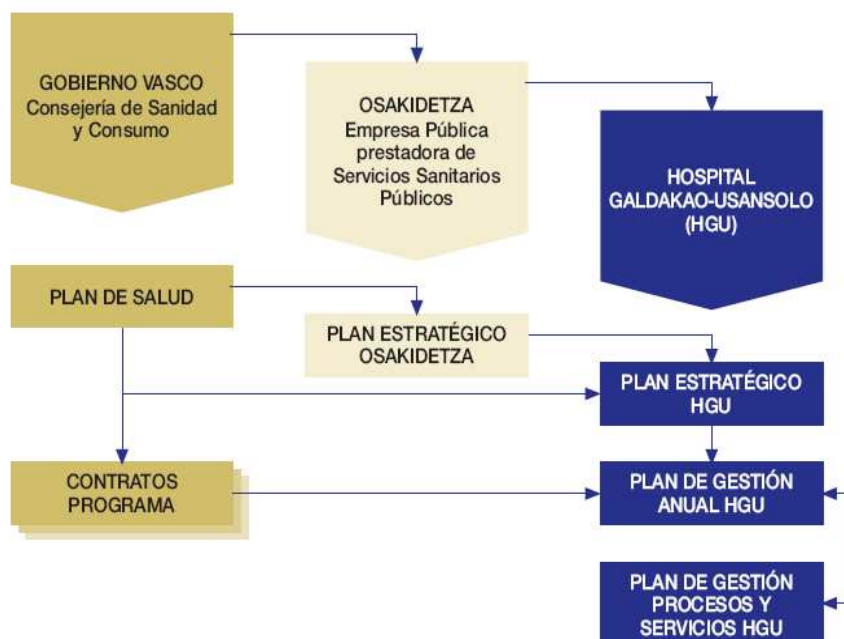 GOBIERNO VASCO
Consejería de Sanidad
y Consumo
OSAKIDETZA
Empresa Pública
prestadora de
Servicios Sanitarios
Públicos
HOSPITAL
GALDAKAO-USANSOLO
(HGU)
PLAN DE SALUD
PLAN ESTRATÉGICO
OSAKIDETZA
PLAN ESTRATÉGICO
HGU
CONTRATOS
PROGRAMA
PLAN DE GESTIÓN
ANUAL HGU
PLAN DE GESTIÓN
PROCESOS Y
SERVICIOS HGU